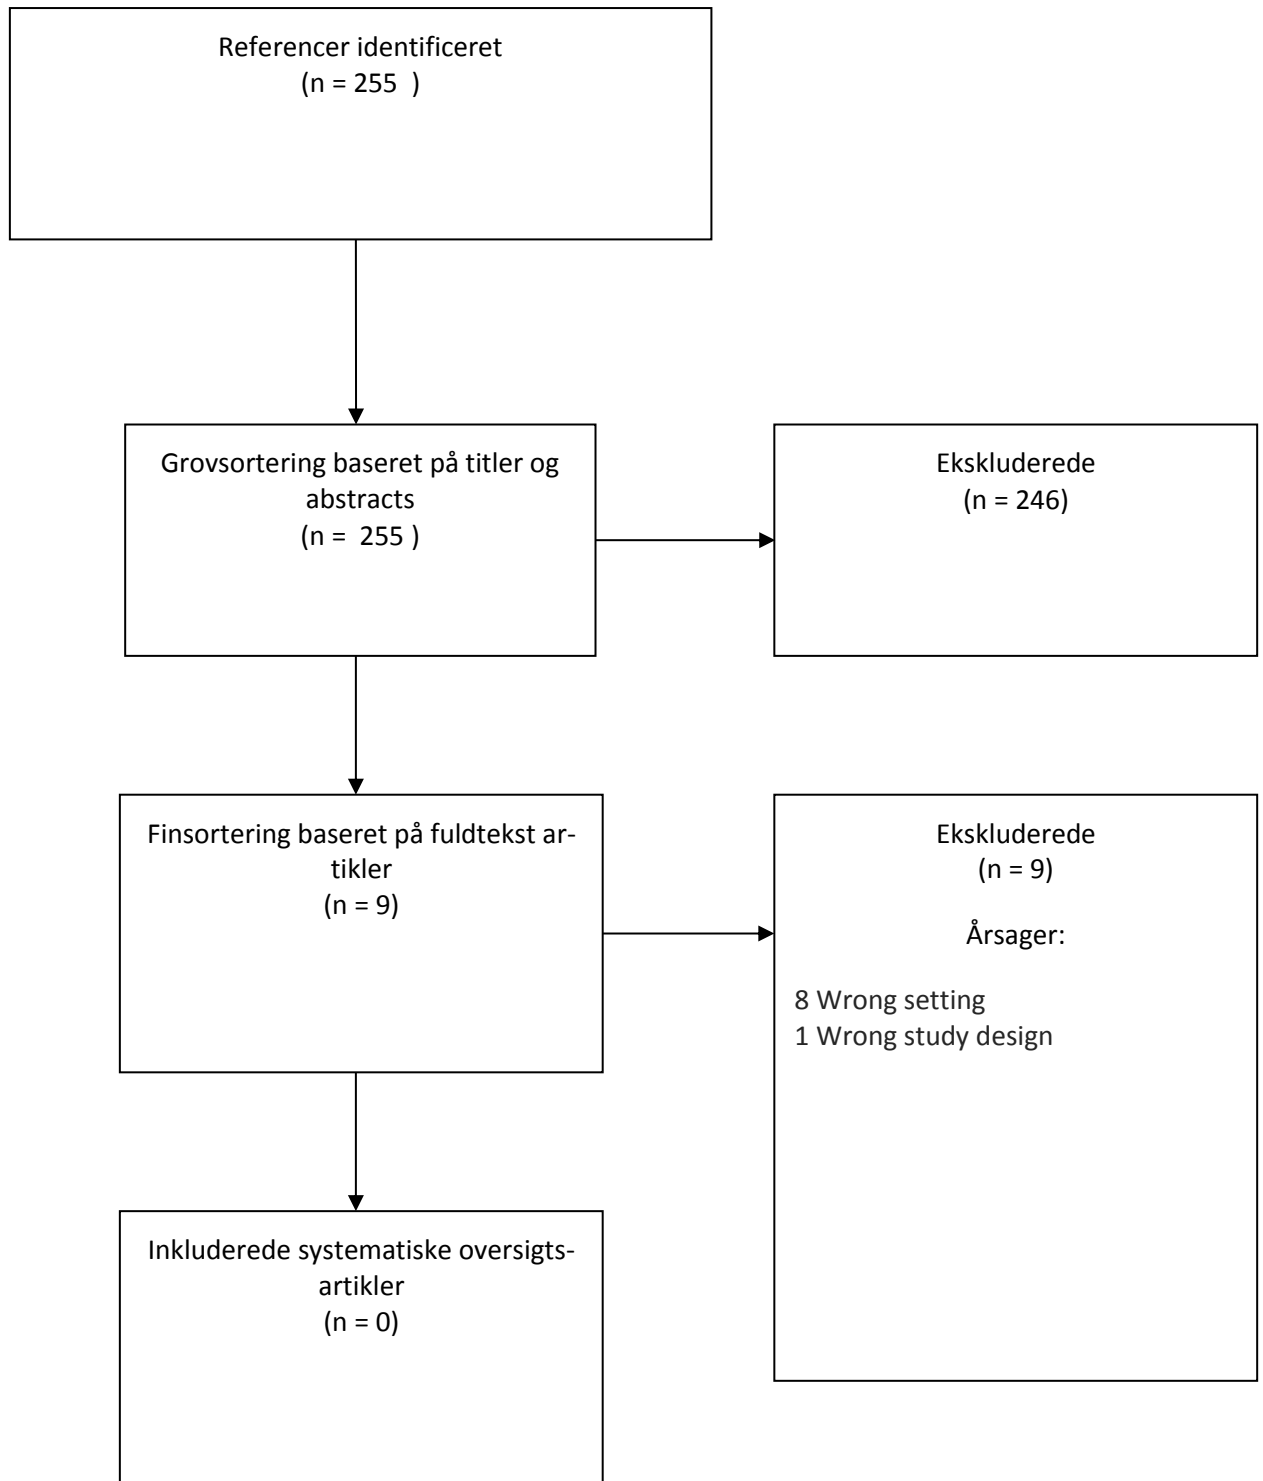 Referencer identificeret
(n = 255  )
Grovsortering baseret på titler og
abstracts
(n =  255 )
Ekskluderede
(n = 246)
Finsortering baseret på fuldtekst ar-
tikler
(n = 9)
Ekskluderede
(n = 9)
Årsager:
8 Wrong setting
1 Wrong study design
Inkluderede systematiske oversigts-
artikler
(n = 0)